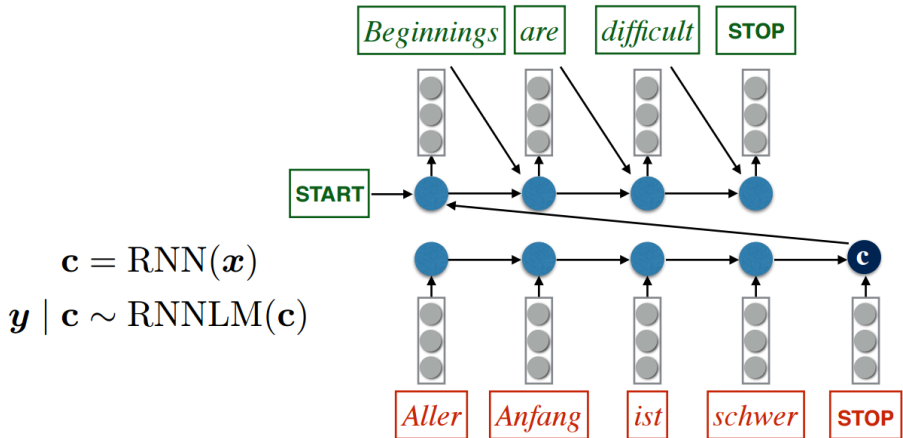 Beginnings are difficult STOP
START
c
c = RNN(x)
y | c ∼ RNNLM(c)
Aller Anfang ist schwer STOP